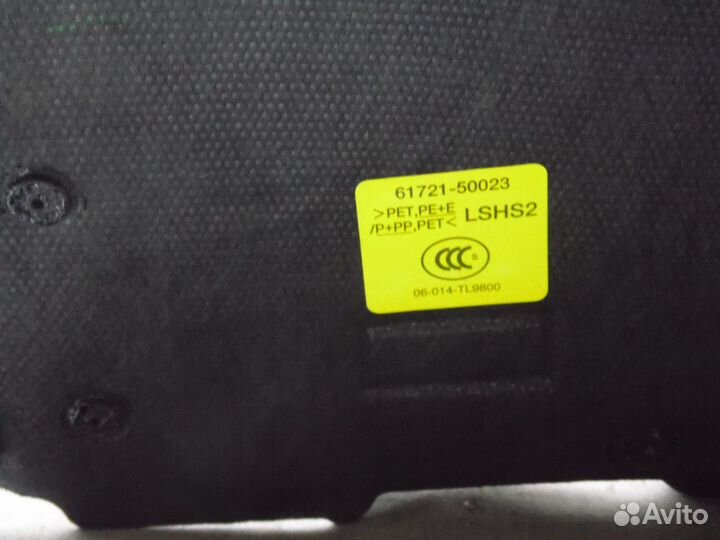 61721-50023
>PET,PE+E
/P+PP,PET< LSHS2
CCC S
06-014-TL9800
Avito